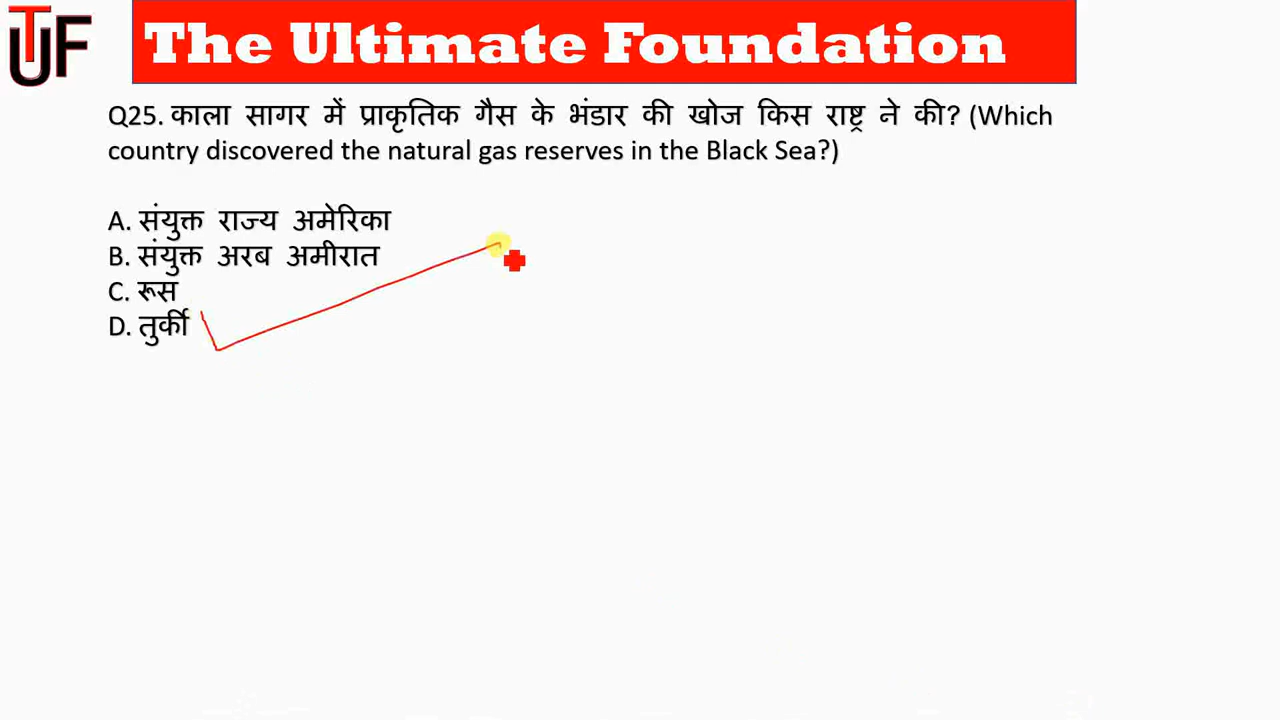 TUF
The Ultimate Foundation
Q25. काला सागर में प्राकृतिक गैस के भंडार की खोज किस राष्ट्र ने की? (Which
country discovered the natural gas reserves in the Black Sea?)
A. संयुक्त राज्य अमेरिका
B. संयुक्त अरब अमीरात
C. रूस
D. तुर्की